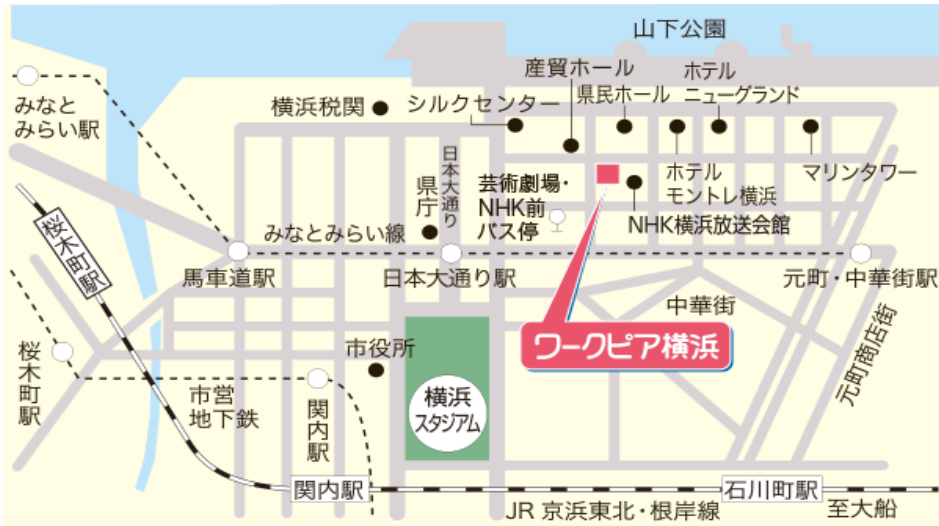 山下公園
産貿ホール
ホテル
ニューグランド
県民ホール
シルクセンター
横浜税関
みなと
みらい駅
マリンタワー
ホテル
モントレ横浜
日本大通り
県庁
芸術劇場・
NHK前
バス停
NHK横浜放送会館
みなとみらい線
桜木町駅
馬車道駅
日本大通り駅
元町・中華街駅
中華街
ワークピア横浜
元町商店街
桜木町駅
市役所
市営
地下鉄
関内駅
横浜
スタジアム
関内駅
石川町駅
JR 京浜東北・根岸線
至大船